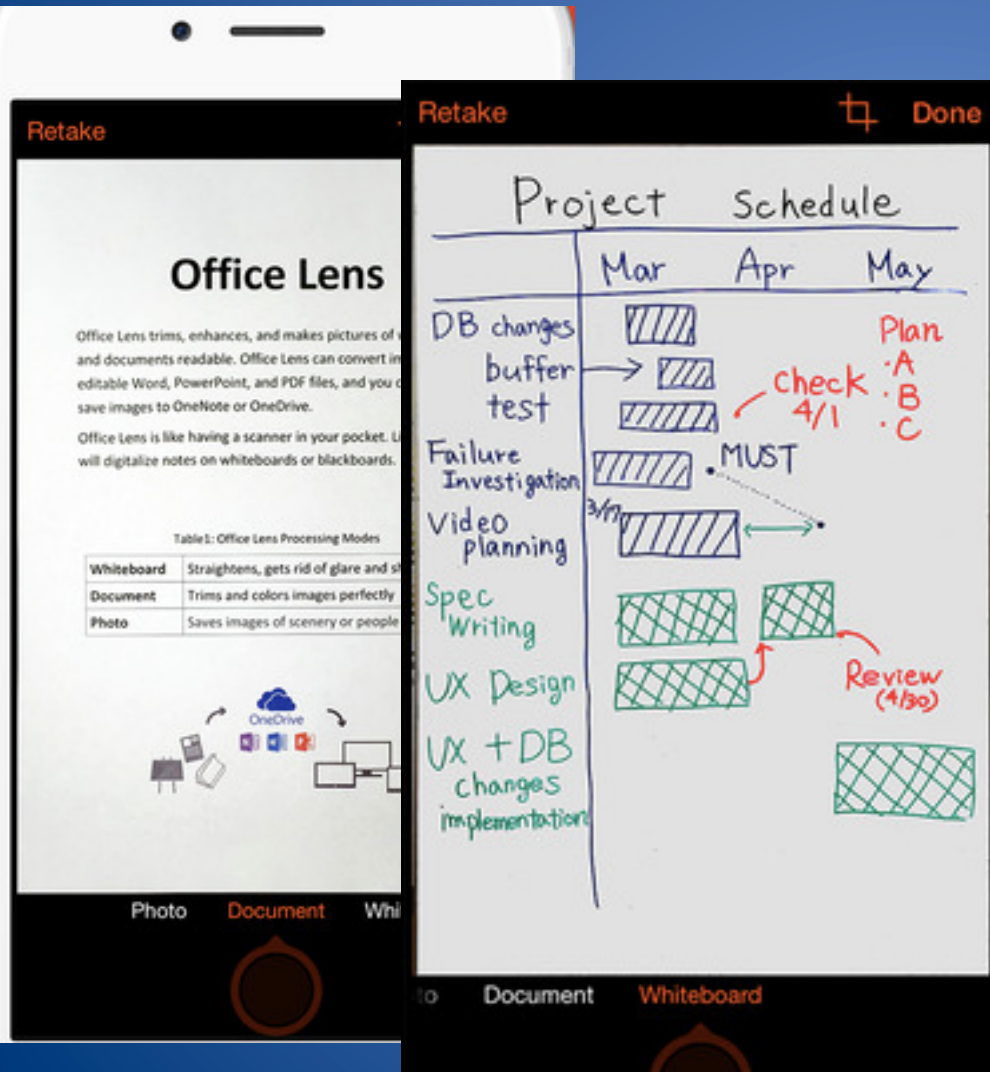 Retake
Office Lens
Office Lens trims, enhances, and makes pictures of
and documents readable. Office Lens can convert
editable Word, PowerPoint, and PDF files, and you
save images to OneNote or OneDrive.
Office Lens is like having a scanner in your pocket.
will digitalize notes on whiteboards or blackboards.
Table1: Office Lens Processing Modes
Whiteboard Straightens, gets rid of glare and
Document Trims and colors images perfectly
Photo Saves images of scenery or people
OneDrive
Photo Document
Retake Done
Project Schedule
Mar Apr May
DB changes
buffer
test
Plan
·A
·B
·C
Check
4/1
Failure
Investigation
MUST
3/17
Video
planning
Spec
Writing
UX Design
Review
(4/30)
UX + DB
changes
implementation
Document Whiteboard